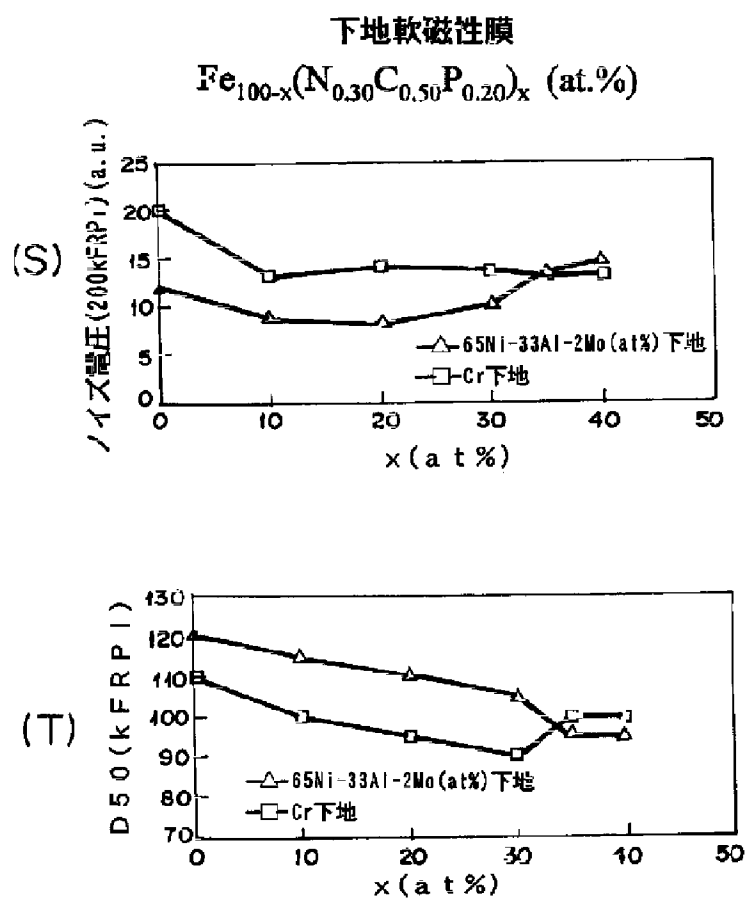 下地軟磁性膜
Fe100-x(N0.30C0.50P0.20)x (at.%)
(S)
ノイズ電圧(200kFRPI)(a.u.)
25
20
15
10
5
0
0 10 20 30 40 50
x(at%)
65Ni-33Al-2Mo(at%)下地
Cr下地
(T)
D50(kFRPI)
130
120
110
100
90
80
70
0 10 20 30 40 50
x(at%)
65Ni-33Al-2Mo(at%)下地
Cr下地